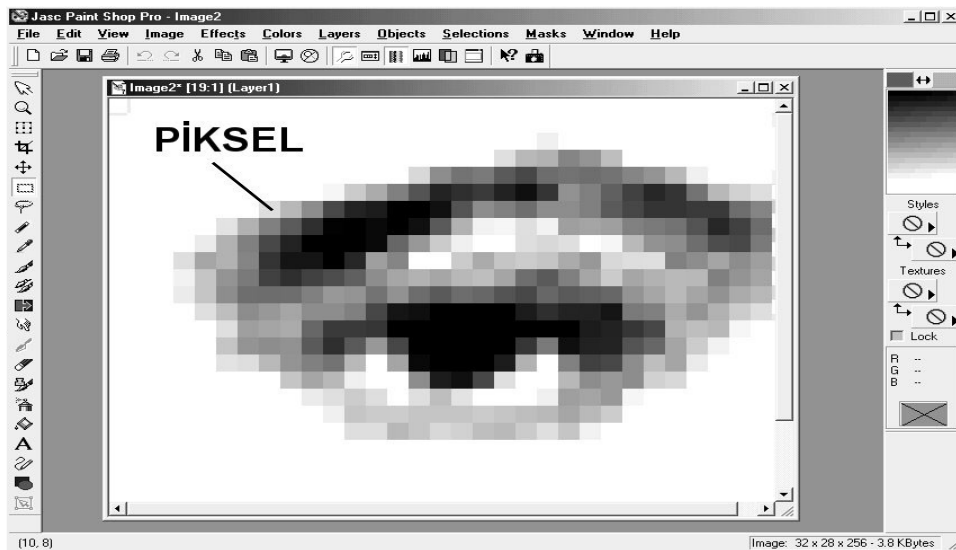 Jasc Paint Shop Pro - Image2
File Edit View Image Effects Colors Layers Objects Selections Masks Window Help
Image2* [19:1] (Layer1)
PİKSEL
Styles
Textures
Lock
R --
G --
B --
(10, 8)
Image: 32 x 28 x 256 - 3.8 KBytes